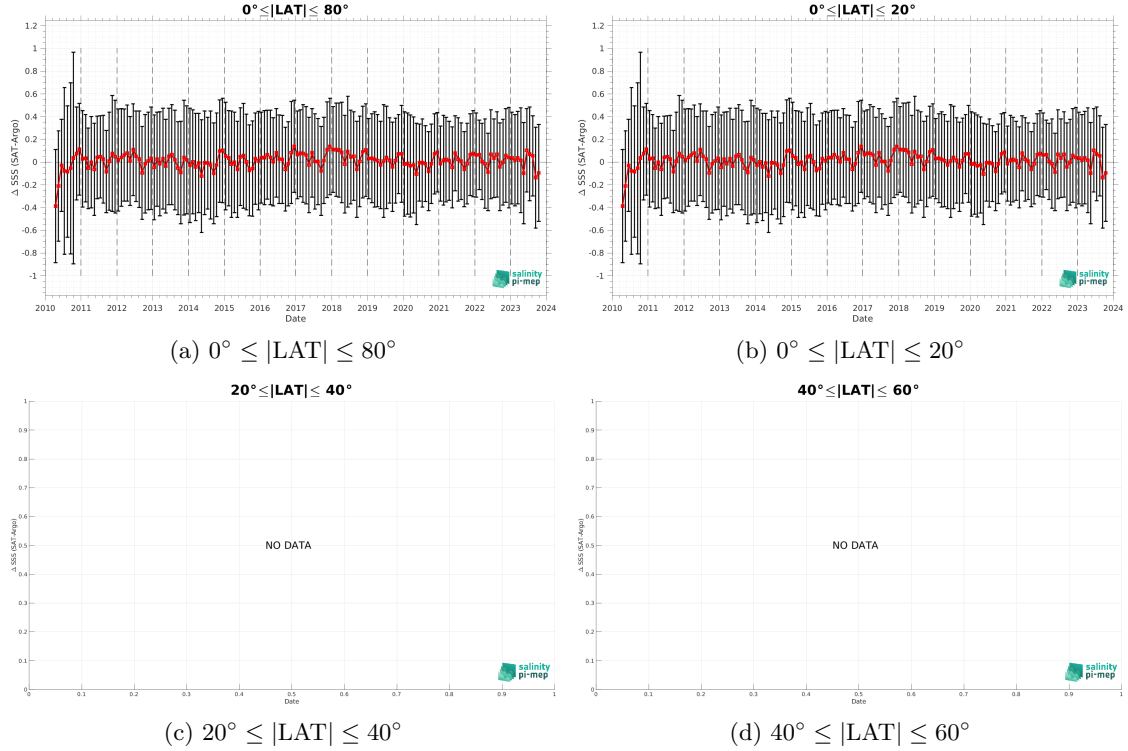 0°≤|LAT|≤ 80°
1.2
1
0.8
0.6
0.4
0.2
0
-0.2
-0.4
-0.6
-0.8
-1
Δ SSS (SAT-Argo)
2010 2011 2012 2013 2014 2015 2016 2017 2018 2019 2020 2021 2022 2023 2024
Date
salinity
pi-mep
(a) 0° ≤ |LAT| ≤ 80°
0°≤|LAT|≤ 20°
1.2
1
0.8
0.6
0.4
0.2
0
-0.2
-0.4
-0.6
-0.8
-1
Δ SSS (SAT-Argo)
2010 2011 2012 2013 2014 2015 2016 2017 2018 2019 2020 2021 2022 2023 2024
Date
salinity
pi-mep
(b) 0° ≤ |LAT| ≤ 20°
20°≤|LAT|≤ 40°
1
0.9
0.8
0.7
0.6
0.5
0.4
0.3
0.2
0.1
0
Δ SSS (SAT-Argo)
NO DATA
0 0.1 0.2 0.3 0.4 0.5 0.6 0.7 0.8 0.9 1
Date
salinity
pi-mep
(c) 20° ≤ |LAT| ≤ 40°
40°≤|LAT|≤ 60°
1
0.9
0.8
0.7
0.6
0.5
0.4
0.3
0.2
0.1
0
Δ SSS (SAT-Argo)
NO DATA
0 0.1 0.2 0.3 0.4 0.5 0.6 0.7 0.8 0.9 1
Date
salinity
pi-mep
(d) 40° ≤ |LAT| ≤ 60°